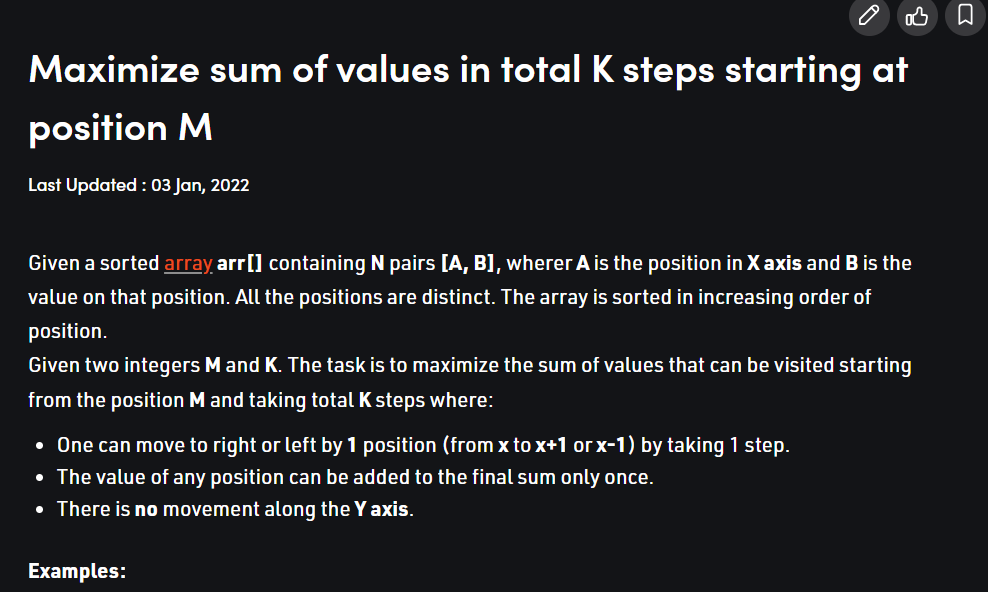 Maximize sum of values in total K steps starting at
position M
Last Updated : 03 Jan, 2022
Given a sorted array arr[] containing N pairs [A, B], wherer A is the position in X axis and B is the
value on that position. All the positions are distinct. The array is sorted in increasing order of
position.
Given two integers M and K. The task is to maximize the sum of values that can be visited starting
from the position M and taking total K steps where:
• One can move to right or left by 1 position (from x to x+1 or x-1) by taking 1 step.
• The value of any position can be added to the final sum only once.
• There is no movement along the Y axis.
Examples: